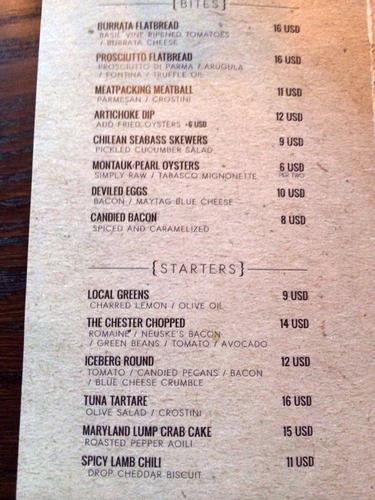 {BITES}
BURRATA FLATBREAD 16 USD
BASIL VINE RIPENED TOMATOES
/ BURRATA CHEESE
PROSCIUTTO FLATBREAD 16 USD
PROSCIUTTO DI PARMA / ARUGULA
/ FONTINA / TRUFFLE OIL
MEATPACKING MEATBALL 11 USD
PARMESAN / CROSTINI
ARTICHOKE DIP 12 USD
ADD FRIED OYSTERS +6 USD
CHILEAN SEABASS SKEWERS 9 USD
PICKLED CUCUMBER SALAD
MONTAUK-PEARL OYSTERS 6 USD
SIMPLY RAW / TABASCO MIGNONETTE PER TWO
DEVILED EGGS 10 USD
BACON / MAYTAG BLUE CHEESE
CANDIED BACON 8 USD
SPICED AND CARAMELIZED
{STARTERS}
LOCAL GREENS 9 USD
CHARRED LEMON / OLIVE OIL
THE CHESTER CHOPPED 14 USD
ROMAINE / NEUSKE'S BACON
/ GREEN BEANS / TOMATO / AVOCADO
ICEBERG ROUND 12 USD
TOMATO / CANDIED PECANS / BACON
/ BLUE CHEESE CRUMBLE
TUNA TARTARE 16 USD
OLIVE SALAD / CROSTINI
MARYLAND LUMP CRAB CAKE 15 USD
ROASTED PEPPER AOILI
SPICY LAMB CHILI 11 USD
DROP CHEDDAR BISCUIT